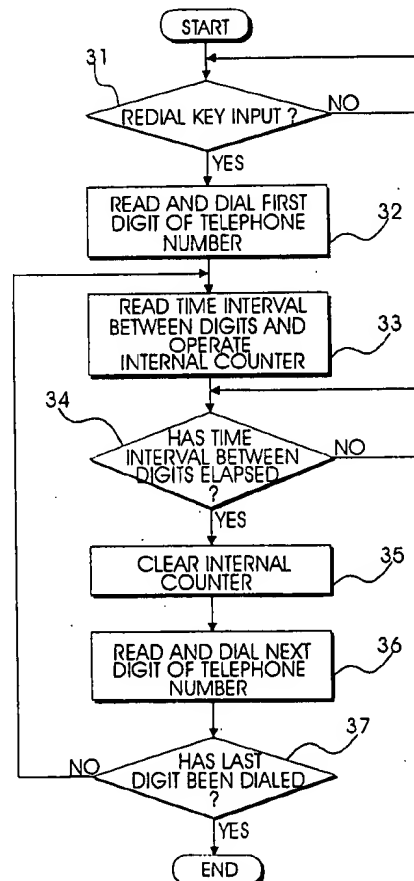 START
31
REDIAL KEY INPUT ?
NO
YES
READ AND DIAL FIRST
DIGIT OF TELEPHONE
NUMBER
32
READ TIME INTERVAL
BETWEEN DIGITS AND
OPERATE
INTERNAL COUNTER
33
34
HAS TIME
INTERVAL BETWEEN
DIGITS ELAPSED
?
NO
YES
CLEAR INTERNAL
COUNTER
35
READ AND DIAL NEXT
DIGIT OF TELEPHONE
NUMBER
36
37
HAS LAST
DIGIT BEEN DIALED
?
NO
YES
END